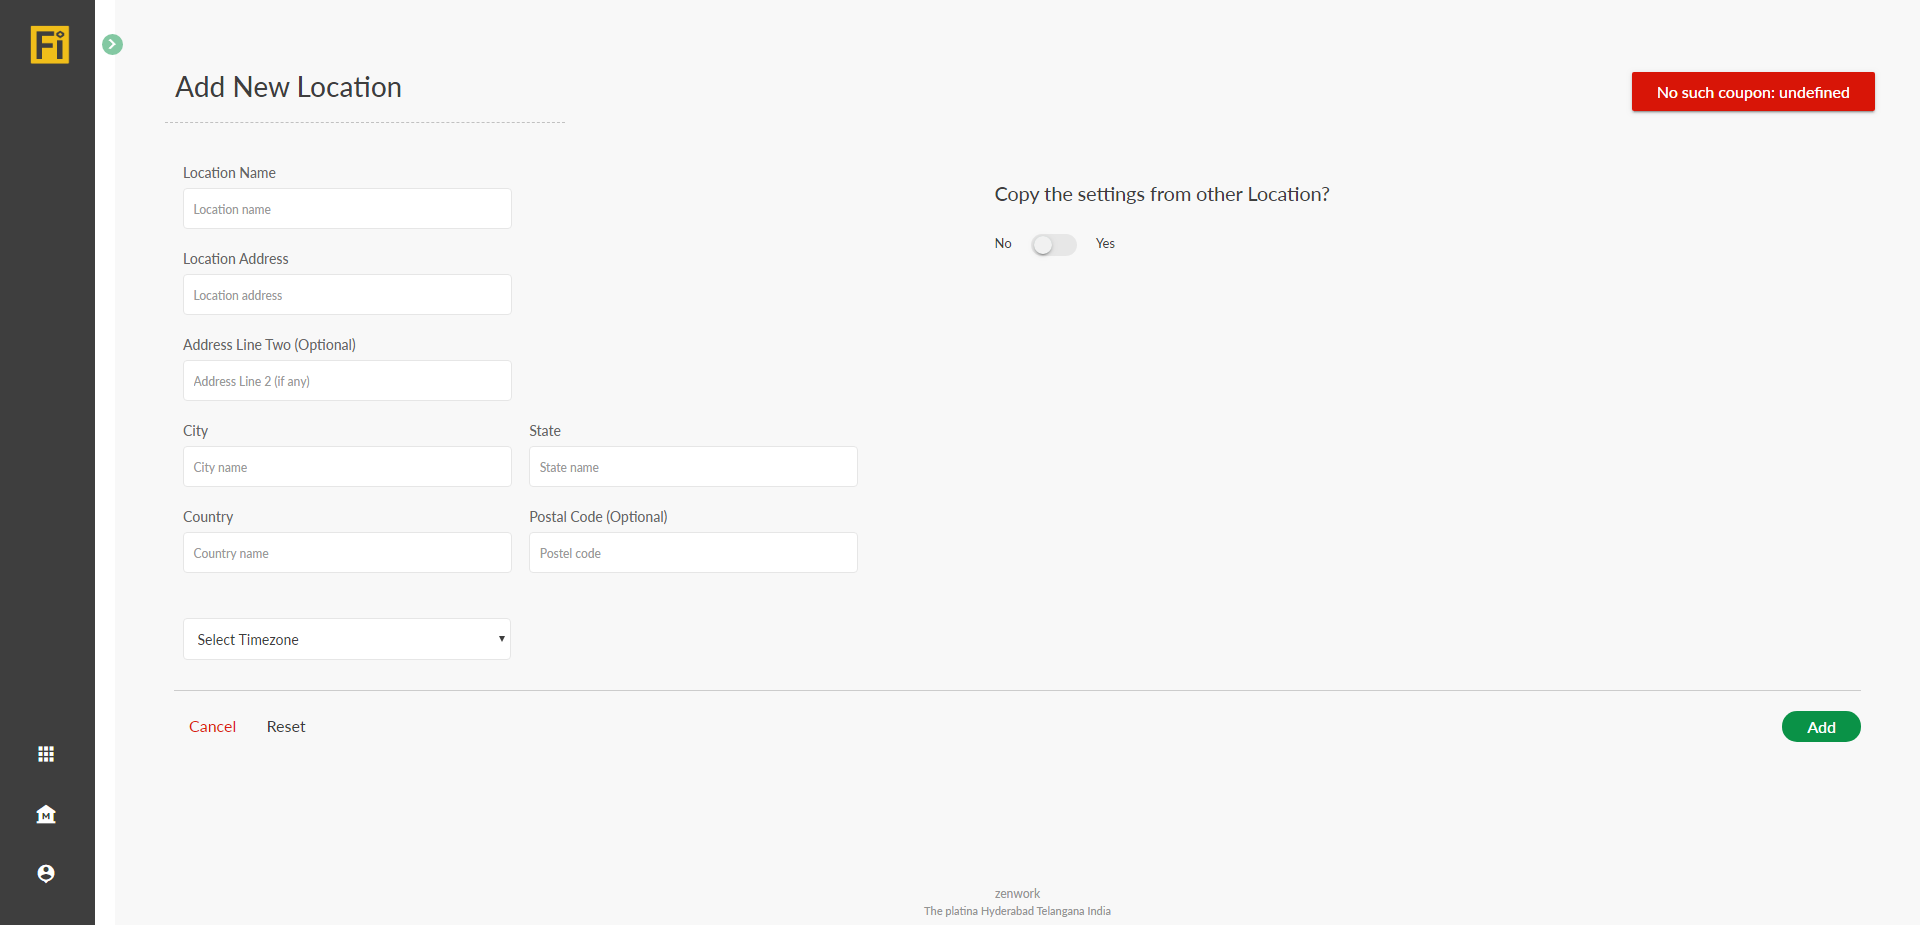 Fi
Add New Location
No such coupon: undefined
Location Name
Location name
Copy the settings from other Location?
No Yes
Location Address
Location address
Address Line Two (Optional)
Address Line 2 (if any)
City State
City name State name
Country Postal Code (Optional)
Country name Postel code
Select Timezone
Cancel Reset Add
M
zenwork
The platina Hyderabad Telangana India